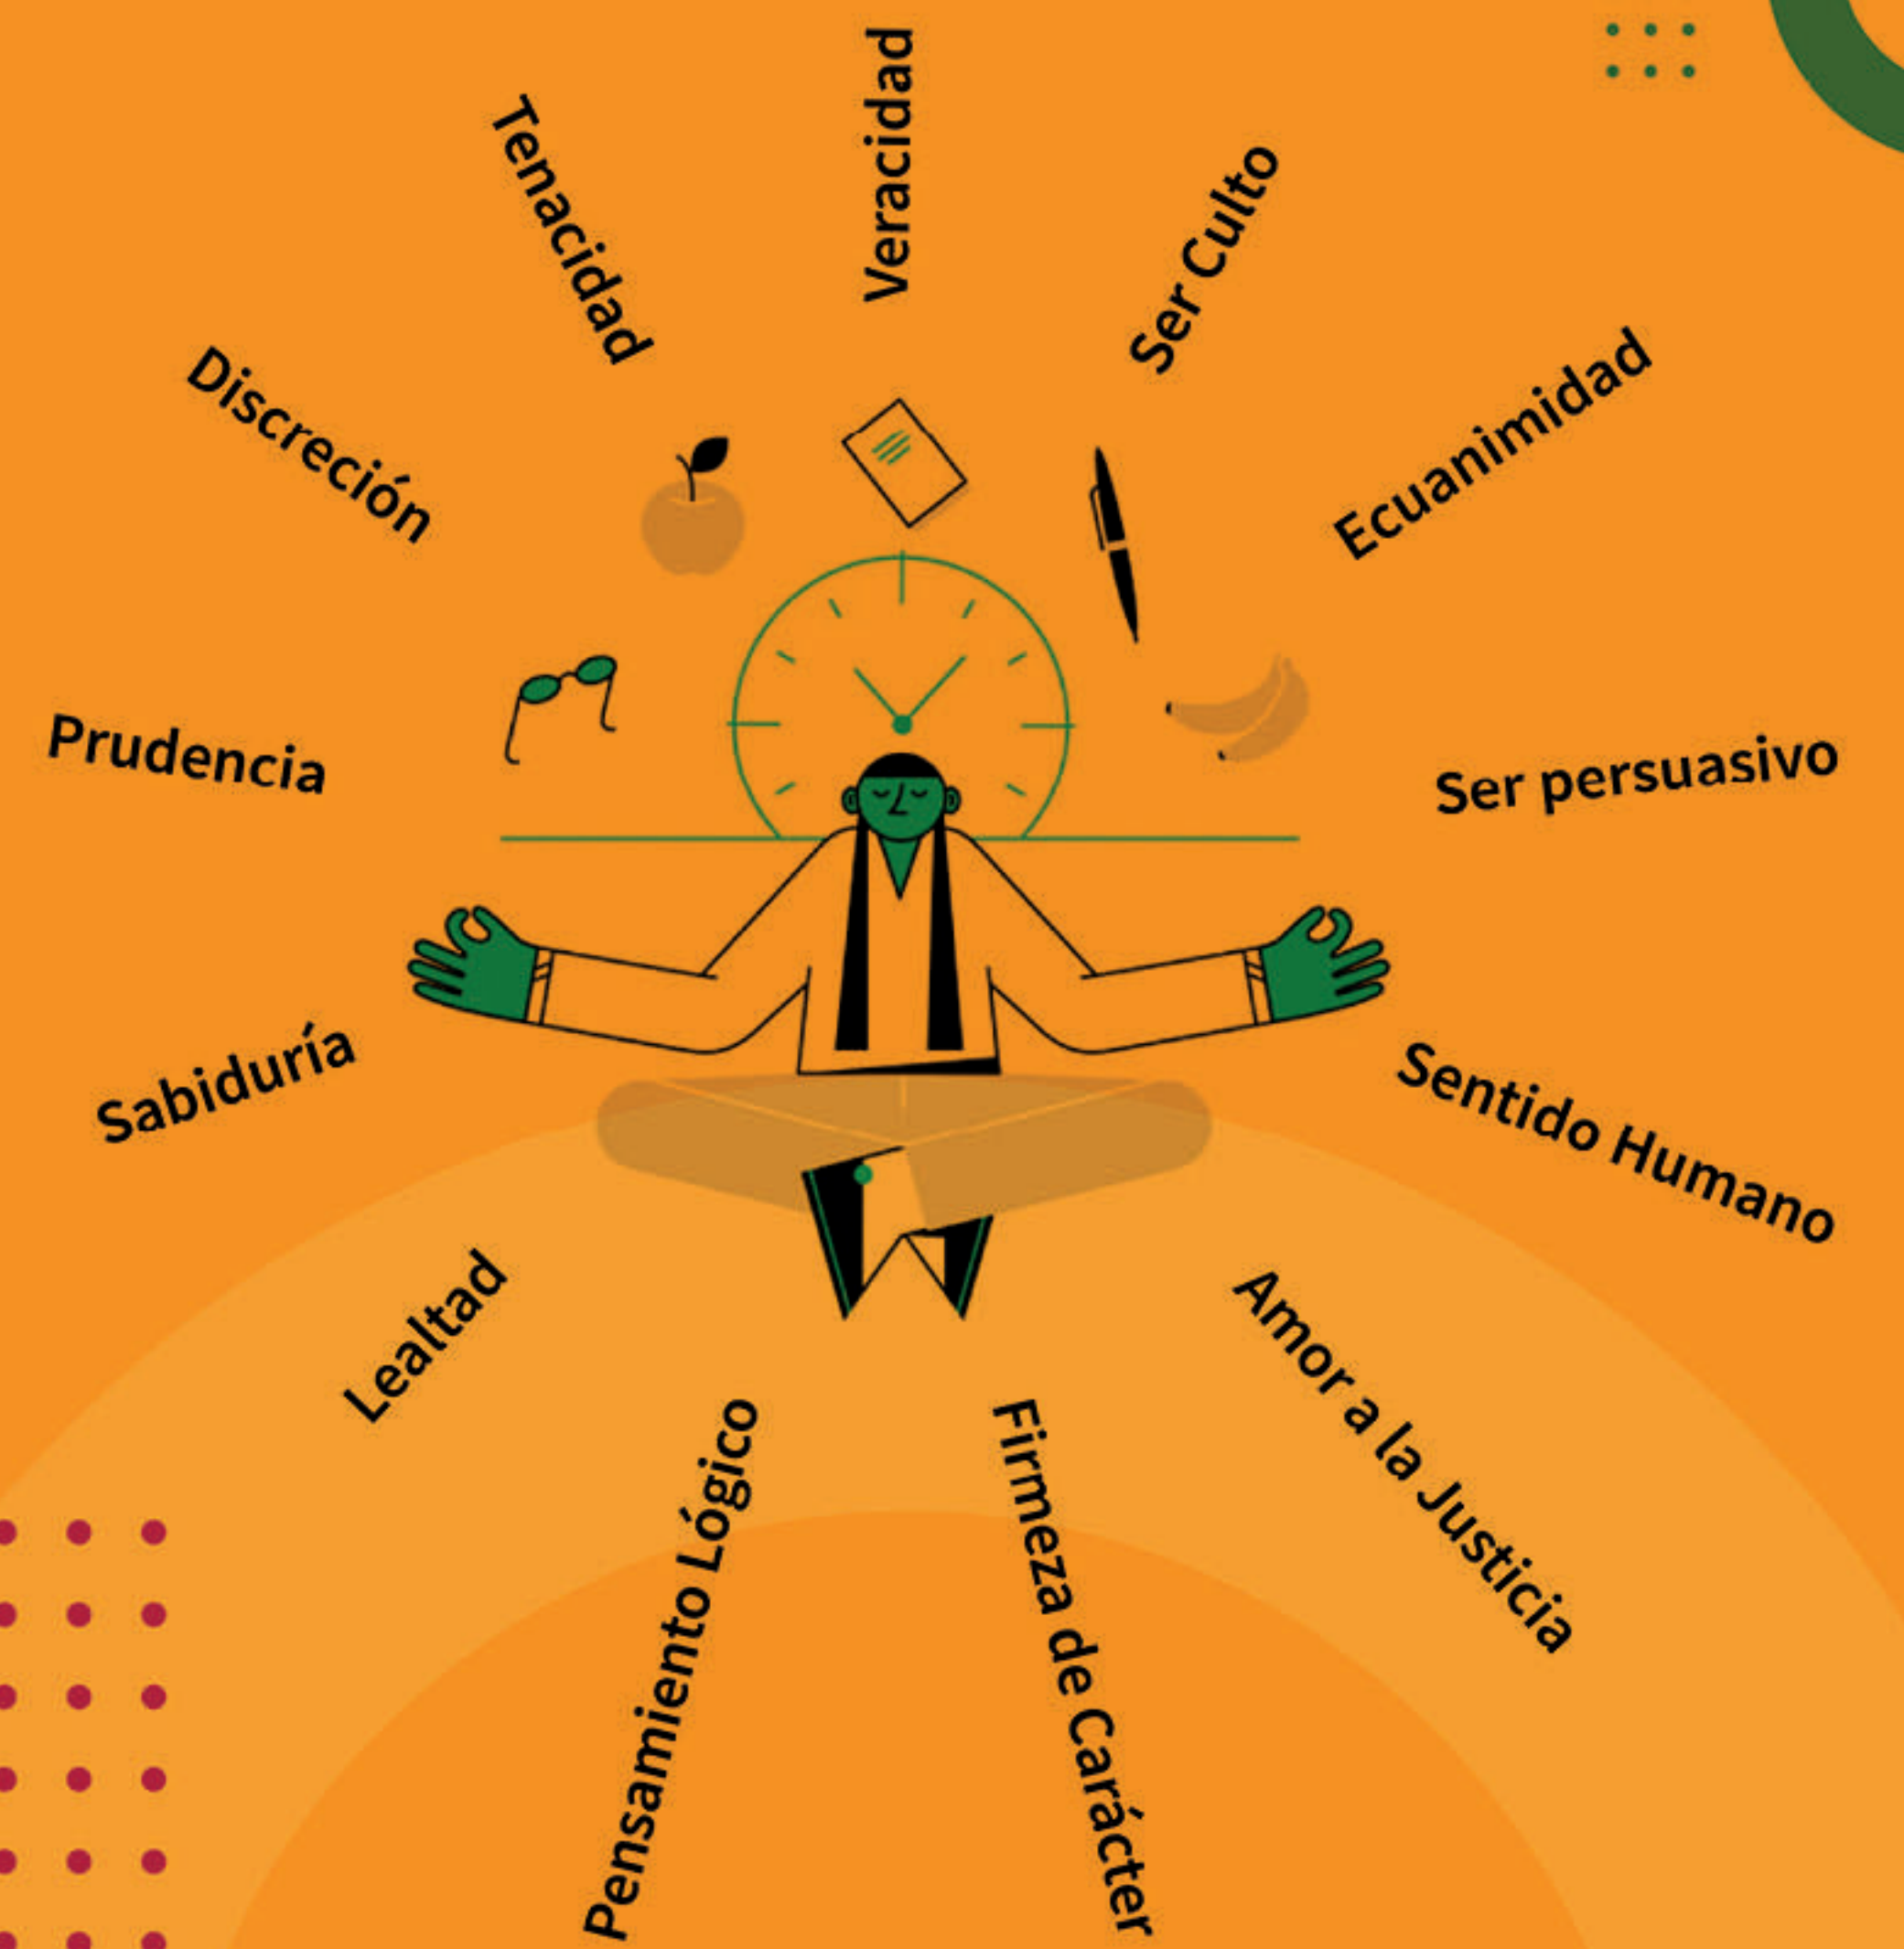 Veracidad
Ser Culto
Ecuanimidad
Ser persuasivo
Sentido Humano
Amor a la Justicia
Firmeza de Carácter
Pensamiento Lógico
Lealtad
Sabiduría
Prudencia
Discreción
Tenacidad